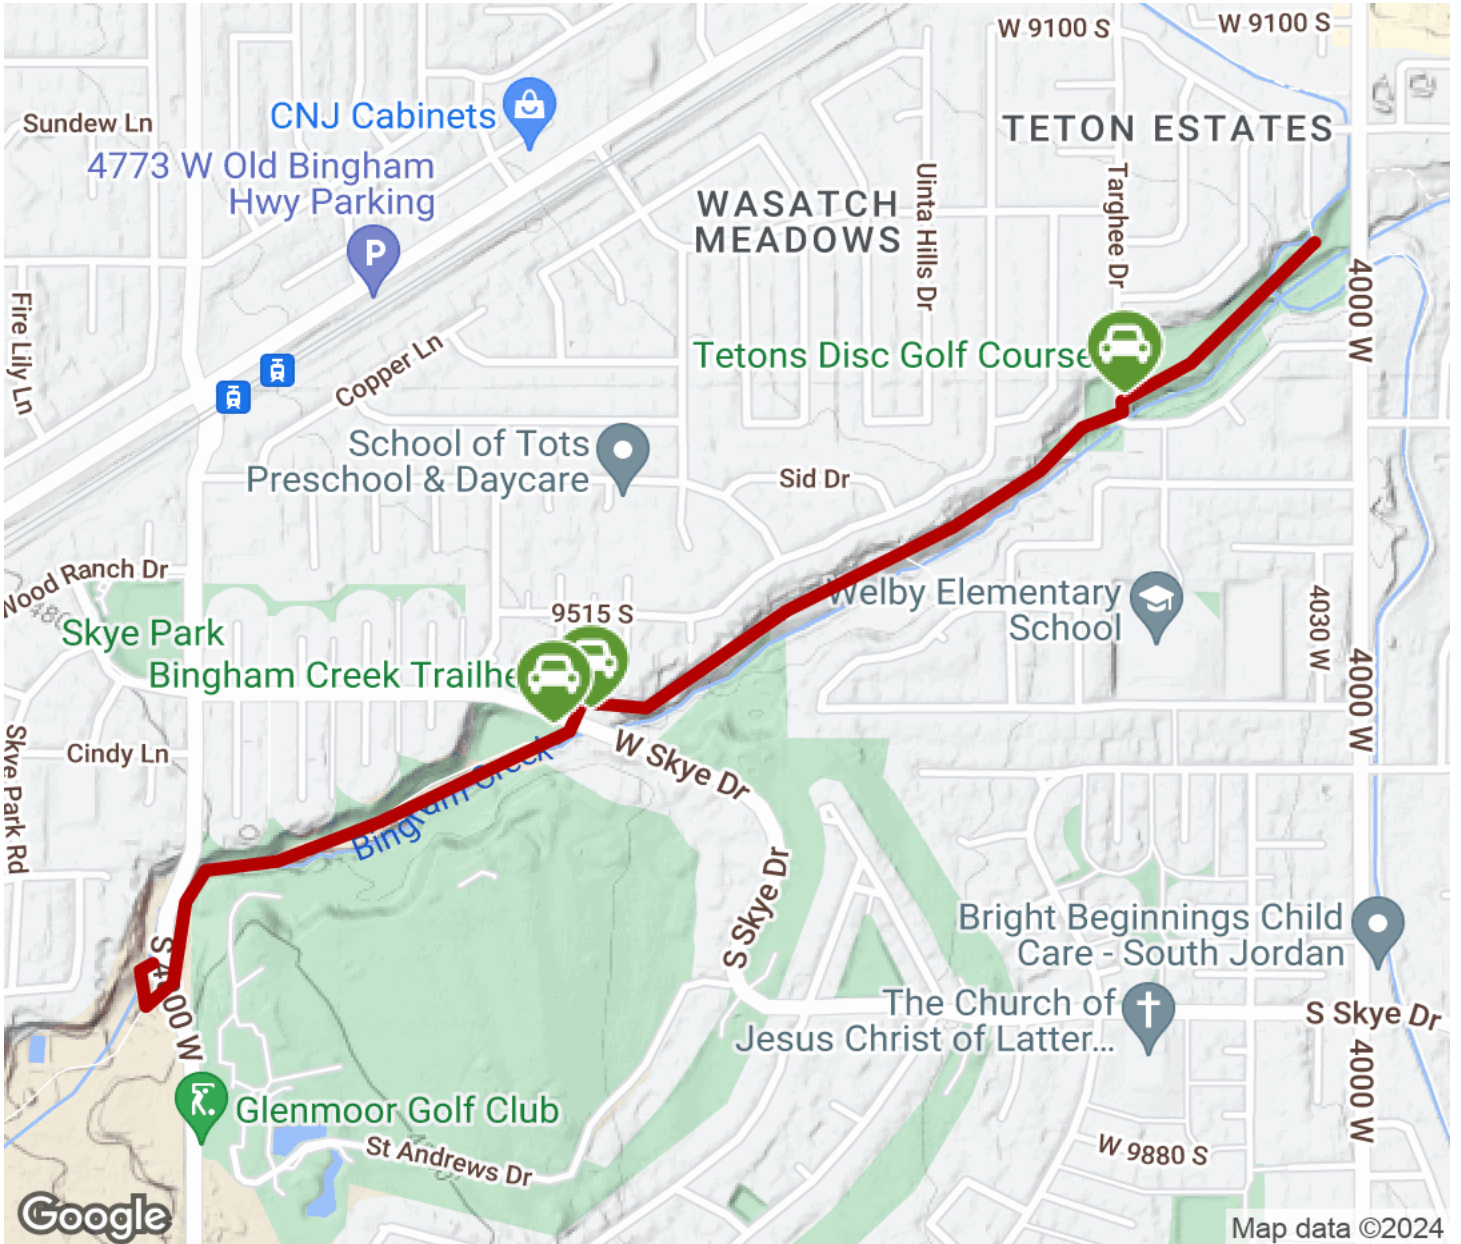 W 9100 S
W 9100 S
Sundew Ln
CNJ Cabinets
TETON ESTATES
4773 W Old Bingham
Hwy Parking
P
WASATCH
MEADOWS
Uinta Hills Dr
Targhee Dr
Fire Lily Ln
4000 W
Copper Ln
Tetons Disc Golf Course
School of Tots
Preschool & Daycare
Sid Dr
Wood Ranch Dr
Welby Elementary
School
9515 S
4030 W
Skye Park
Bingham Creek Trailhe
4000 W
Skye Park Rd
Cindy Ln
W Skye Dr
Bingham Creek
S Skye Dr
Bright Beginnings Child
Care - South Jordan
The Church of
Jesus Christ of Latter...
S Skye Dr
4000 W
Glenmoor Golf Club
St Andrews Dr
W 9880 S
Google
Map data ©2024